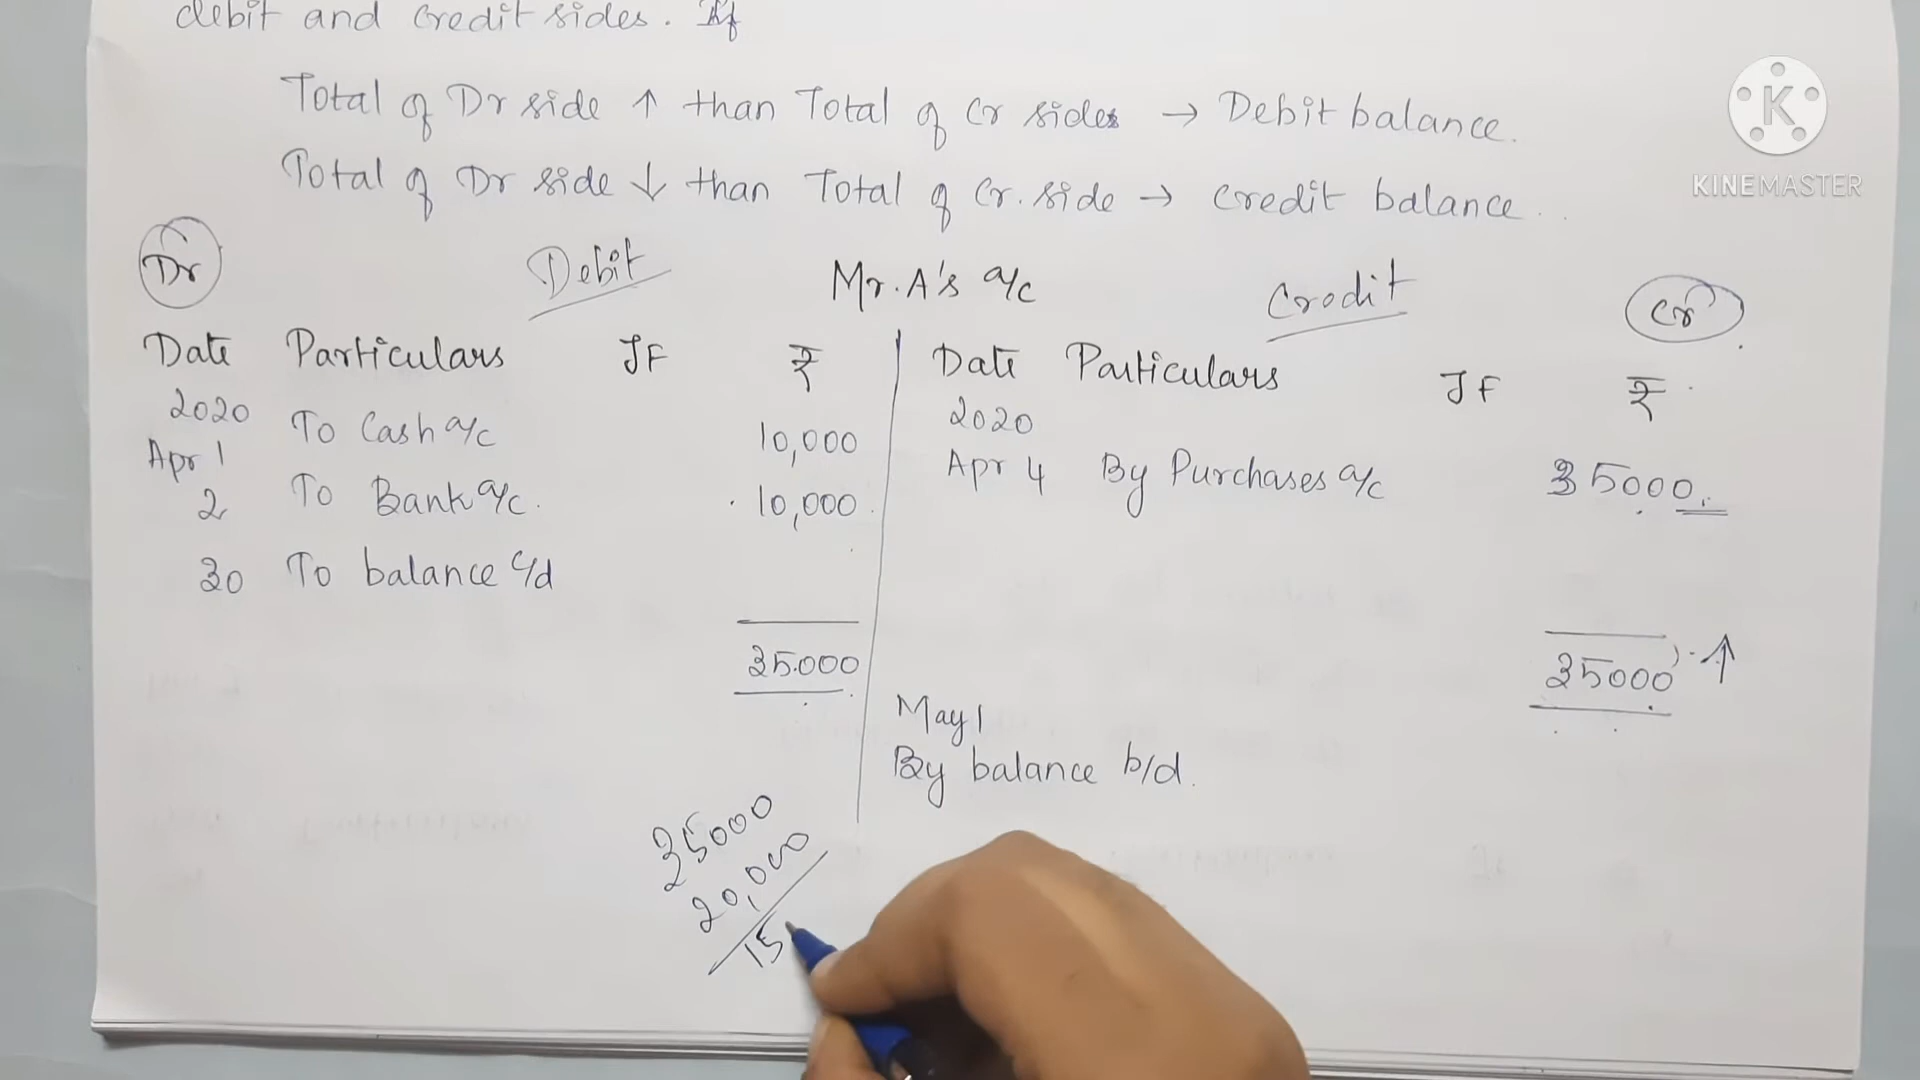 debit and credit sides. If
Total of Dr side ↑ than Total of Cr sides → Debit balance.
Total of Dr side ↓ than Total of Cr. side → credit balance..
KINEMASTER
Dr Debit Mr. A's a/c Credit Cr
Date Particulars JF ₹ Date Particulars JF ₹
2020 To Cash a/c 10,000 2020
Apr 1 Apr 4 By Purchases a/c 35000.
2 To Bank a/c. 10,000
30 To balance c/d
35.000 35000 ↑
May 1
By balance b/d.
35000
20,000
15